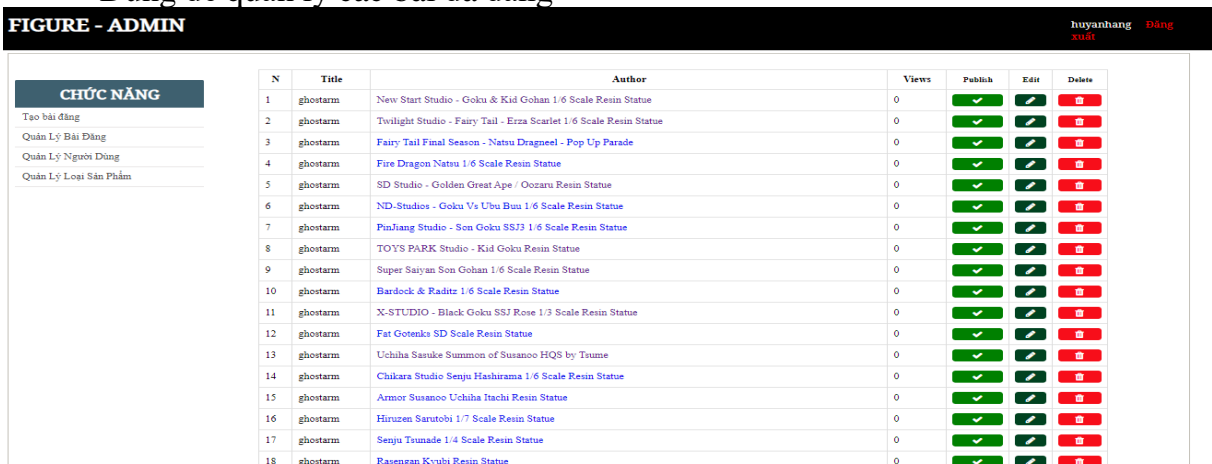 Dùng để quản lý các bài đã đăng
FIGURE - ADMIN
huyanhang Đăng xuất
CHỨC NĂNG
Tạo bài đăng
Quản Lý Bài Đăng
Quản Lý Người Dùng
Quản Lý Loại Sản Phẩm
N Title Author Views Publish Edit Delete
1 ghostarm New Start Studio - Goku & Kid Gohan 1/6 Scale Resin Statue 0
2 ghostarm Twilight Studio - Fairy Tail - Erza Scarlet 1/6 Scale Resin Statue 0
3 ghostarm Fairy Tail Final Season - Natsu Dragneel - Pop Up Parade 0
4 ghostarm Fire Dragon Natsu 1/6 Scale Resin Statue 0
5 ghostarm SD Studio - Golden Great Ape / Oozaru Resin Statue 0
6 ghostarm ND-Studios - Goku Vs Ubu Buu 1/6 Scale Resin Statue 0
7 ghostarm PinJiang Studio - Son Goku SSJ3 1/6 Scale Resin Statue 0
8 ghostarm TOYS PARK Studio - Kid Goku Resin Statue 0
9 ghostarm Super Saiyan Son Gohan 1/6 Scale Resin Statue 0
10 ghostarm Bardock & Raditz 1/6 Scale Resin Statue 0
11 ghostarm X-STUDIO - Black Goku SSJ Rose 1/3 Scale Resin Statue 0
12 ghostarm Fat Gotenks SD Scale Resin Statue 0
13 ghostarm Uchiha Sasuke Summon of Susanoo HQS by Tsume 0
14 ghostarm Chikara Studio Senju Hashirama 1/6 Scale Resin Statue 0
15 ghostarm Armor Susanoo Uchiha Itachi Resin Statue 0
16 ghostarm Hiruzen Sarutobi 1/7 Scale Resin Statue 0
17 ghostarm Senju Tsunade 1/4 Scale Resin Statue 0
18 ghostarm Rasengan Kyubi Resin Statue 0